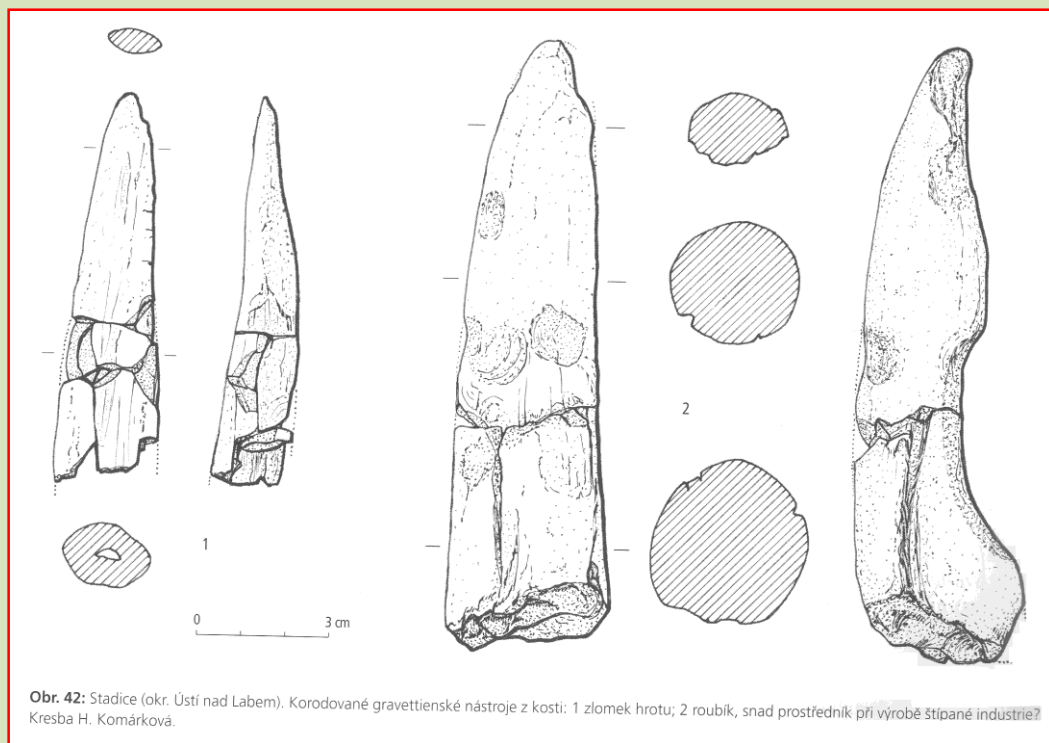 1
2
0 3 cm
Obr. 42: Stadice (okr. Ústí nad Labem). Korodované gravettienské nástroje z kosti: 1 zlomek hrotu; 2 roubík, snad prostředník při výrobě štípané industrie?
Kresba H. Komárková.